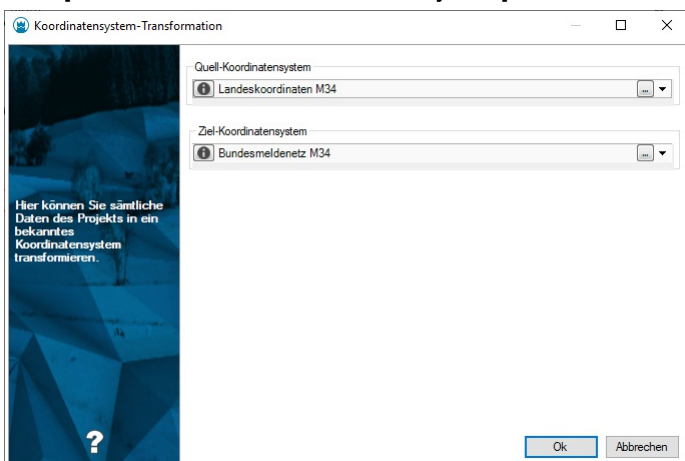 Koordinatensystem-Transformation
Quell-Koordinatensystem
Landeskoordinaten M34
...
Ziel-Koordinatensystem
Bundesmeldenetz M34
...
Hier können Sie sämtliche
Daten des Projekts in ein
bekanntes
Koordinatensystem
transformieren.
?
Ok
Abbrechen